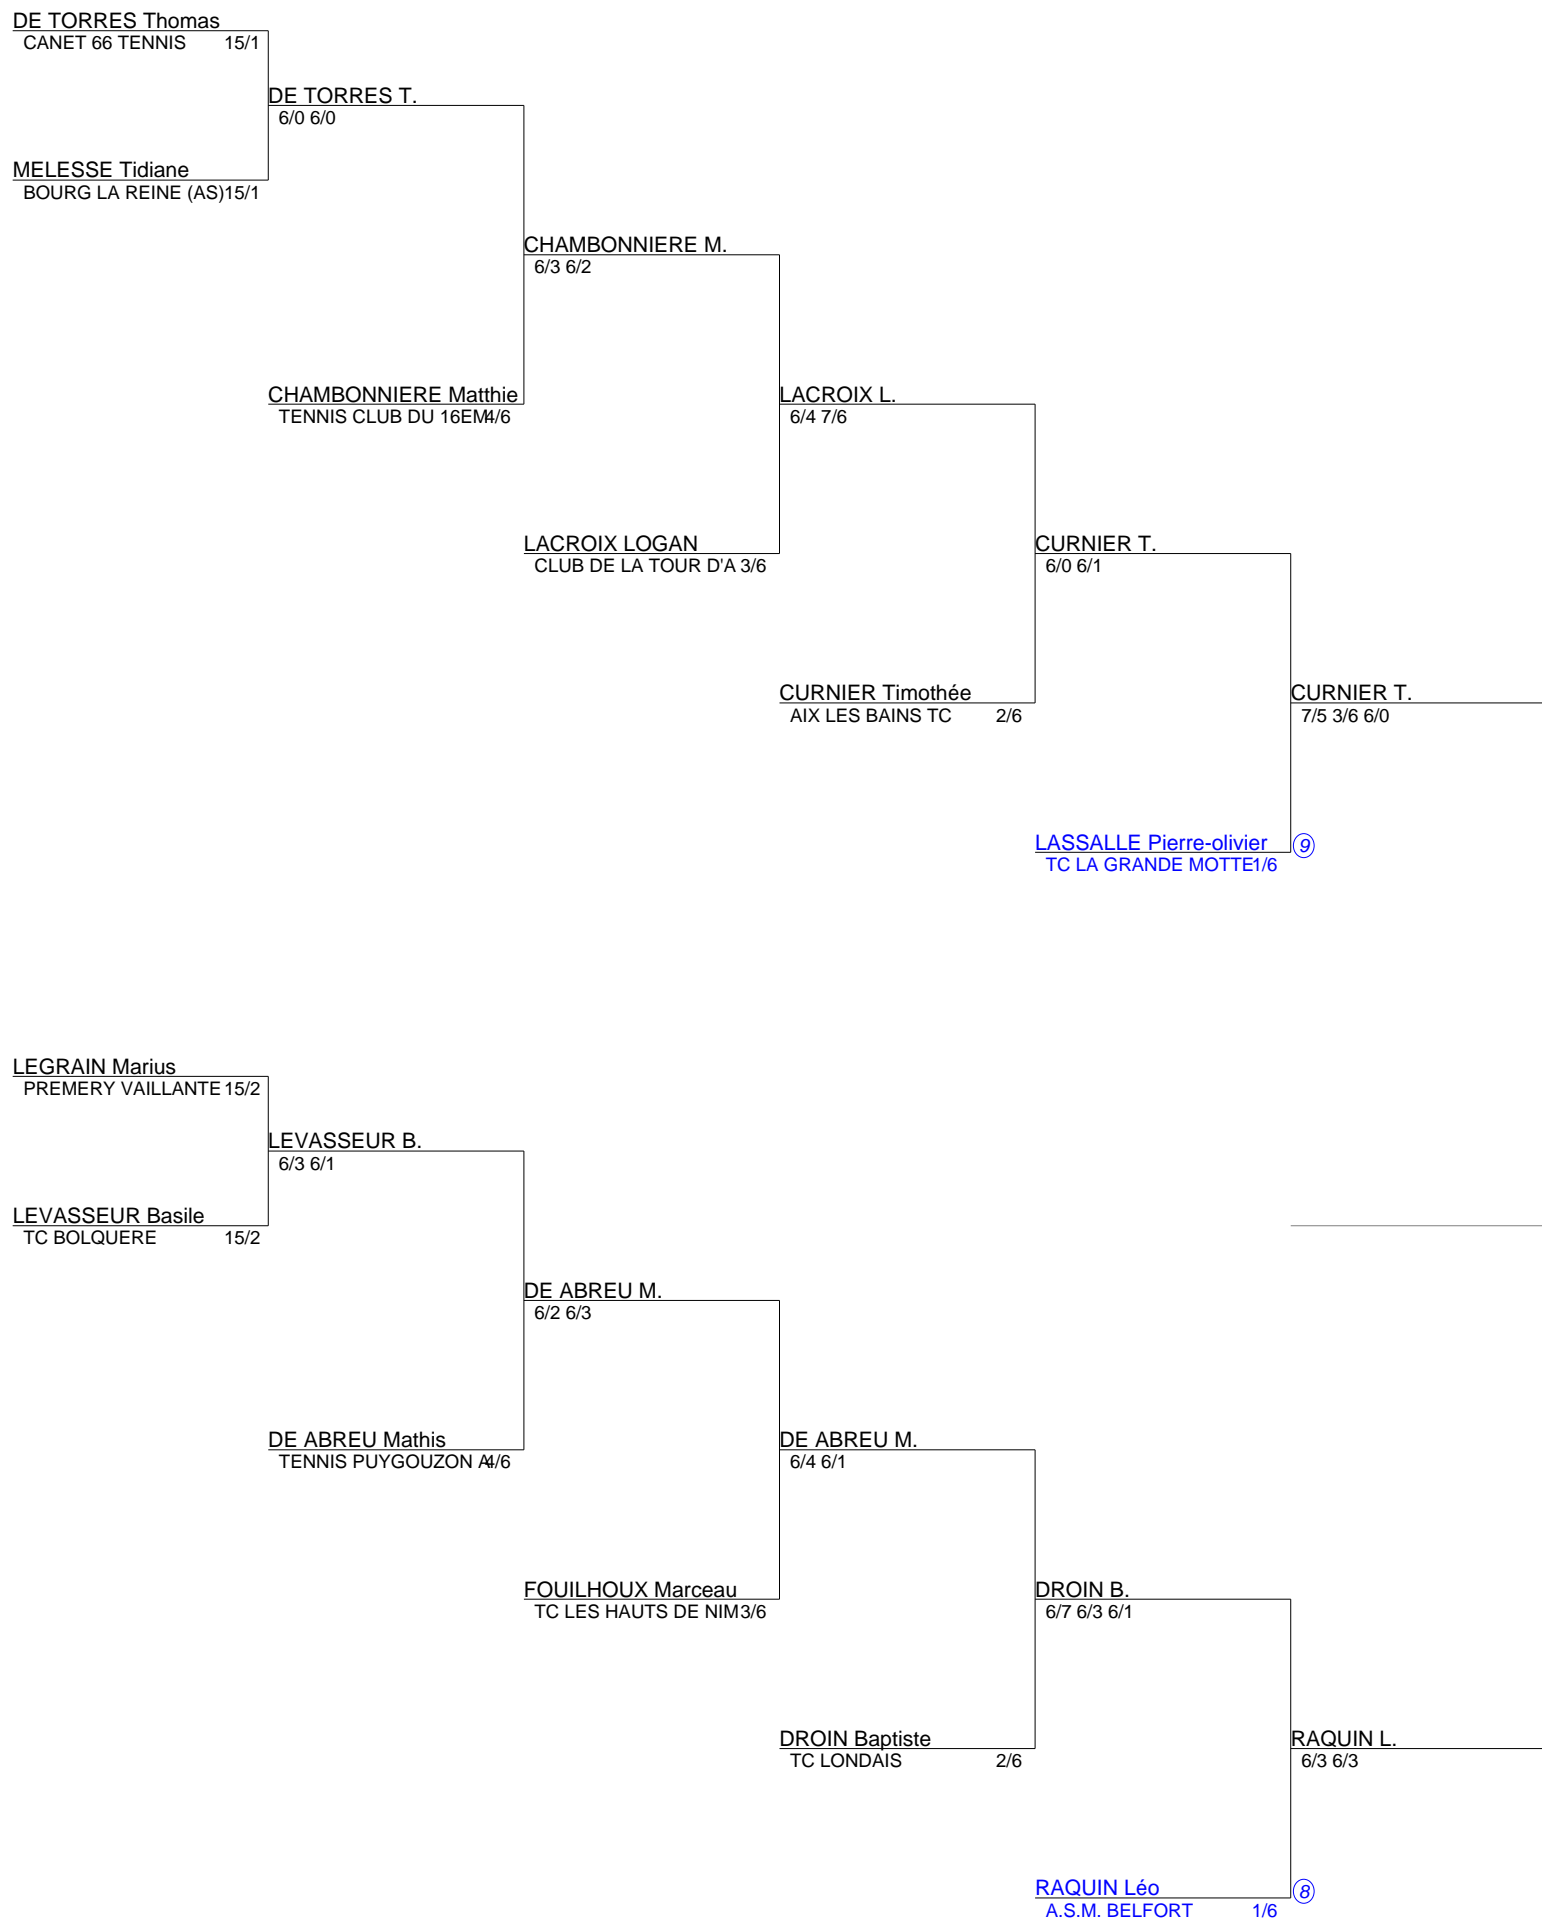 DE TORRES Thomas
CANET 66 TENNIS 15/1
DE TORRES T.
6/0 6/0
MELESSE Tidiane
BOURG LA REINE (AS)15/1
CHAMBONNIERE M.
6/3 6/2
CHAMBONNIERE Matthie
TENNIS CLUB DU 16EM4/6
LACROIX L.
6/4 7/6
LACROIX LOGAN
CLUB DE LA TOUR D'A 3/6
CURNIER T.
6/0 6/1
CURNIER Timothée
AIX LES BAINS TC 2/6
CURNIER T.
7/5 3/6 6/0
LASSALLE Pierre-olivier 9
TC LA GRANDE MOTTE1/6
LEGRAIN Marius
PREMERY VAILLANTE 15/2
LEVASSEUR B.
6/3 6/1
LEVASSEUR Basile
TC BOLQUERE 15/2
DE ABREU M.
6/2 6/3
DE ABREU Mathis
TENNIS PUYGOUZON A4/6
DE ABREU M.
6/4 6/1
FOUILHOUX Marceau
TC LES HAUTS DE NIM3/6
DROIN B.
6/7 6/3 6/1
DROIN Baptiste
TC LONDAIS 2/6
RAQUIN L.
6/3 6/3
RAQUIN Léo 8
A.S.M. BELFORT 1/6